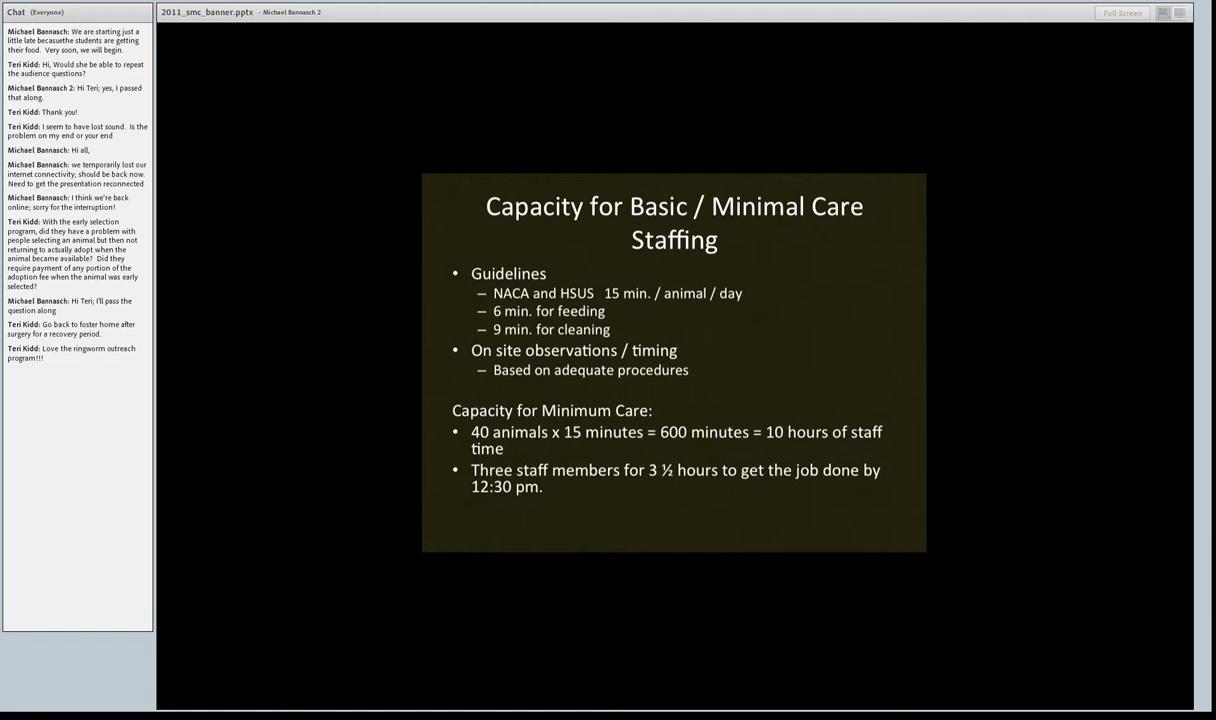 Chat (Everyone)
Michael Bannasch: We are starting just a
little late becasuethe students are getting
their food. Very soon, we will begin.
Teri Kidd: Hi, Would she be able to repeat
the audience questions?
Michael Bannasch 2: Hi Teri; yes, I passed
that along.
Teri Kidd: Thank you!
Teri Kidd: I seem to have lost sound. Is the
problem on my end or your end
Michael Bannasch: Hi all,
Michael Bannasch: we temporarily lost our
internet connectivity; should be back now.
Need to get the presentation reconnected
Michael Bannasch: I think we're back
online; sorry for the interruption!
Teri Kidd: With the early selection
program, did they have a problem with
people selecting an animal but then not
returning to actually adopt when the
animal became available? Did they
require payment of any portion of the
adoption fee when the animal was early
selected?
Michael Bannasch: Hi Teri; I'll pass the
question along
Teri Kidd: Go back to foster home after
surgery for a recovery period.
Teri Kidd: Love the ringworm outreach
program!!!
2011_smc_banner.pptx - Michael Bannasch 2
Full Screen
Capacity for Basic / Minimal Care
Staffing
• Guidelines
– NACA and HSUS 15 min. / animal / day
– 6 min. for feeding
– 9 min. for cleaning
• On site observations / timing
– Based on adequate procedures
Capacity for Minimum Care:
• 40 animals x 15 minutes = 600 minutes = 10 hours of staff
time
• Three staff members for 3 ½ hours to get the job done by
12:30 pm.